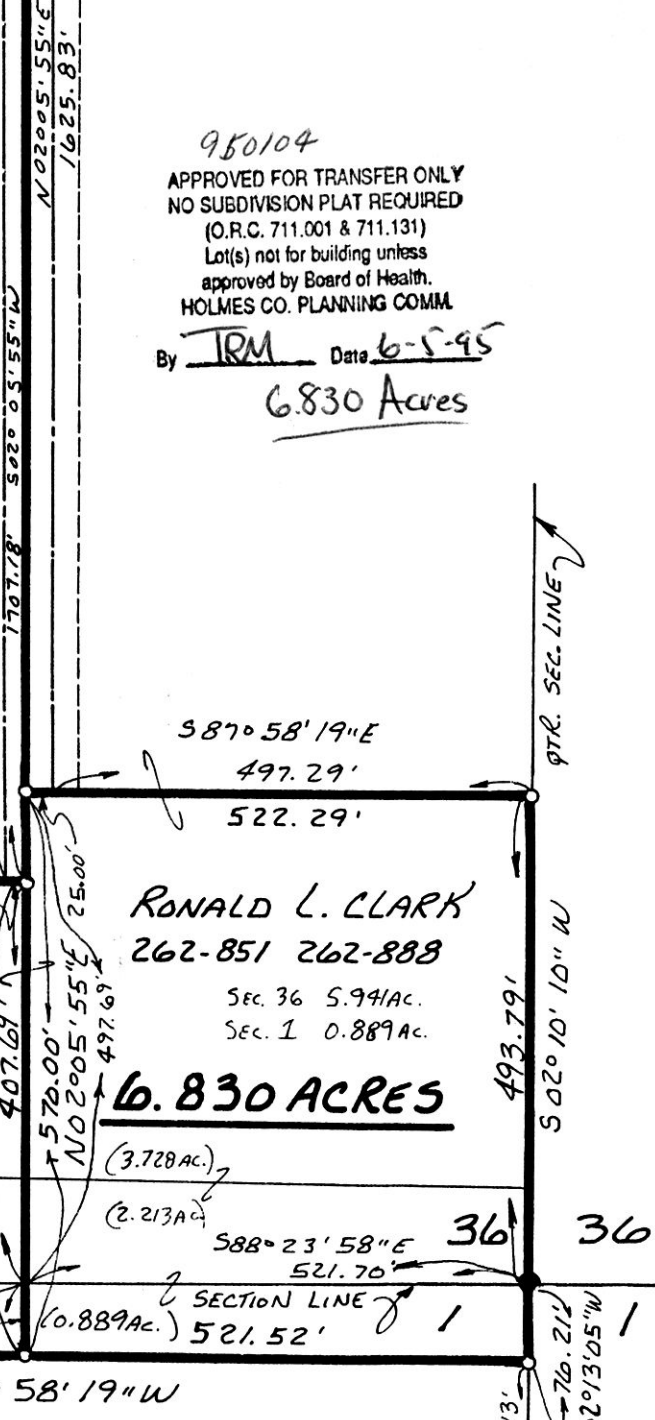 N 02°05'55"E
1625.83'
1707.18' S02° 05'55"W
950104
APPROVED FOR TRANSFER ONLY
NO SUBDIVISION PLAT REQUIRED
(O.R.C. 711.001 & 711.131)
Lot(s) not for building unless
approved by Board of Health.
HOLMES CO. PLANNING COMM.
By TRM Date 6-5-95
6.830 Acres
QTR. SEC. LINE
S87°58'19"E
497.29'
522.29'
25.00'
RONALD L. CLARK
262-851 262-888
SEC. 36 5.941AC.
SEC. 1 0.889AC.
6.830 ACRES
407.69'
570.00'
N02°05'55"E
497.69'
493.79'
S02°10'10"W
(3.728AC.)
(2.213AC.)
S88°23'58"E
521.70'
36 36
SECTION LINE
(0.889AC.) 521.52'
1 1
76.21'
2°13'05"W
58'19"W